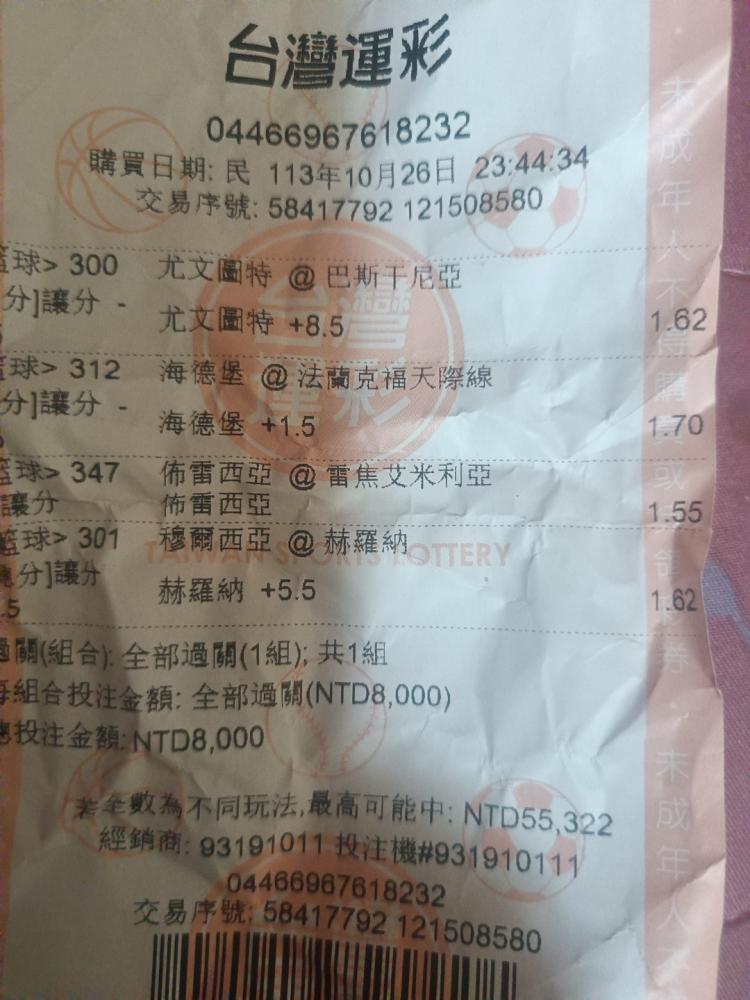 台灣運彩
04466967618232
購買日期: 民 113年10月26日 23:44:34
交易序號: 58417792 121508580
籃球> 300 尤文圖特 @ 巴斯干尼亞
分]讓分 - 尤文圖特 +8.5 1.62
籃球> 312 海德堡 @ 法蘭克福天際線
分]讓分 - 海德堡 +1.5 1.70
籃球> 347 佈雷西亞 @ 雷焦艾米利亞
讓分 佈雷西亞 1.55
籃球> 301 穆爾西亞 @ 赫羅納
分]讓分 赫羅納 +5.5 1.62
.5
過關(組合): 全部過關(1組); 共1組
每組合投注金額: 全部過關(NTD8,000)
總投注金額:NTD8,000
若全數為不同玩法,最高可能中: NTD55,322
經銷商: 93191011 投注機#931910111
04466967618232
交易序號: 58417792 121508580
台灣運彩
TAIWAN SPORTS LOTTERY
未成年人不
購
或
券。未成年人不